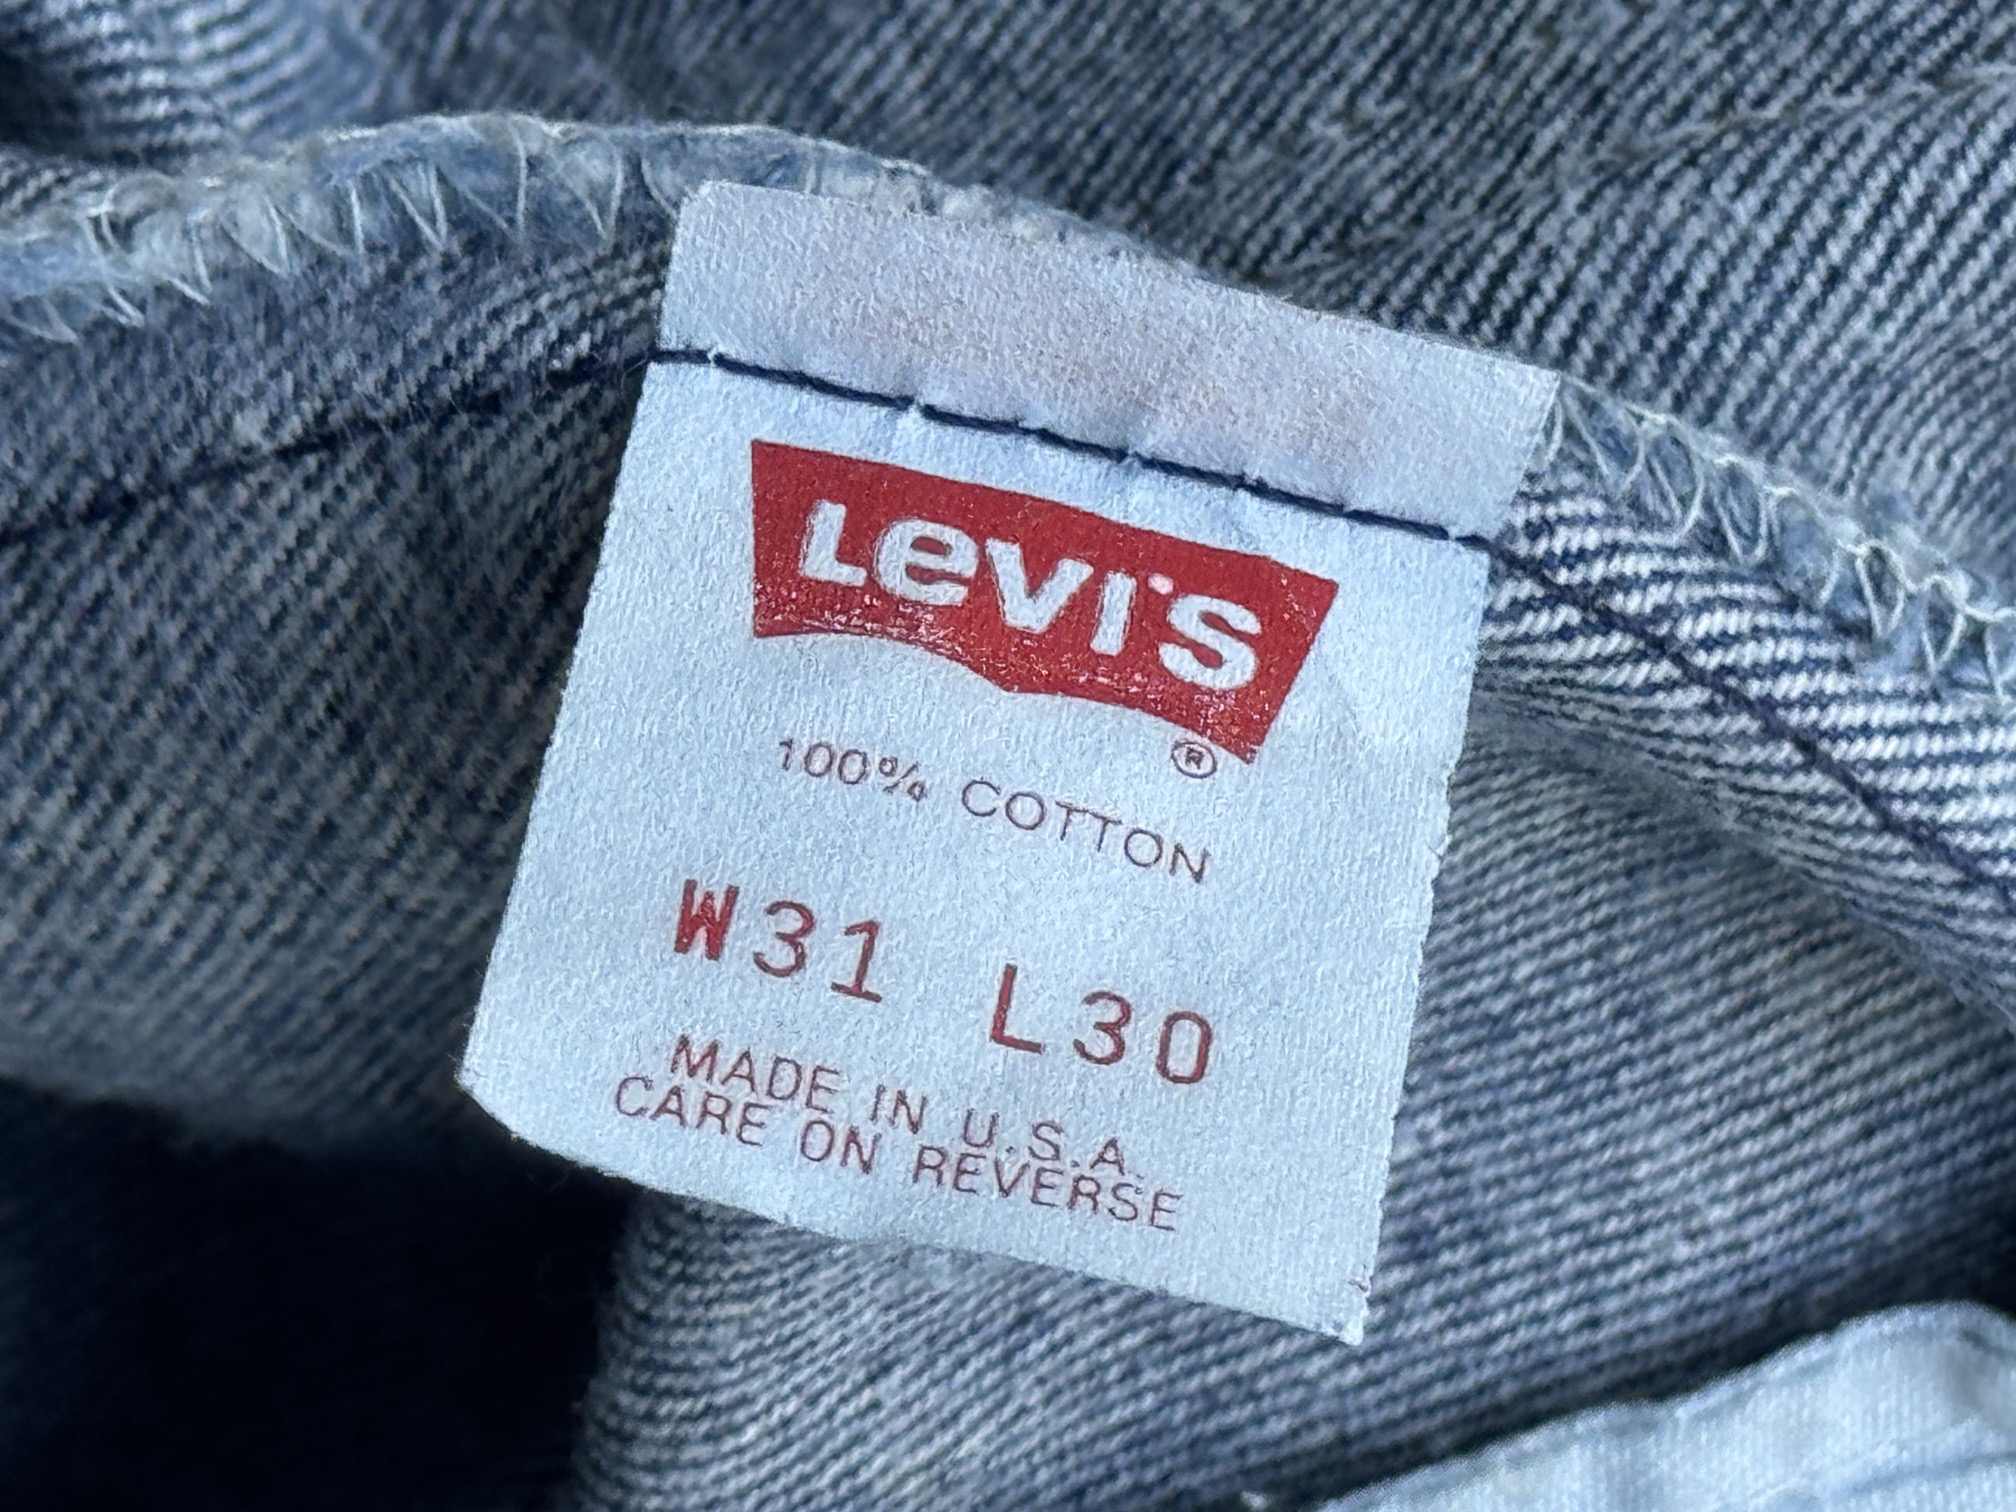 Levi's
®
100% COTTON
W31 L30
MADE IN U.S.A.
CARE ON REVERSE